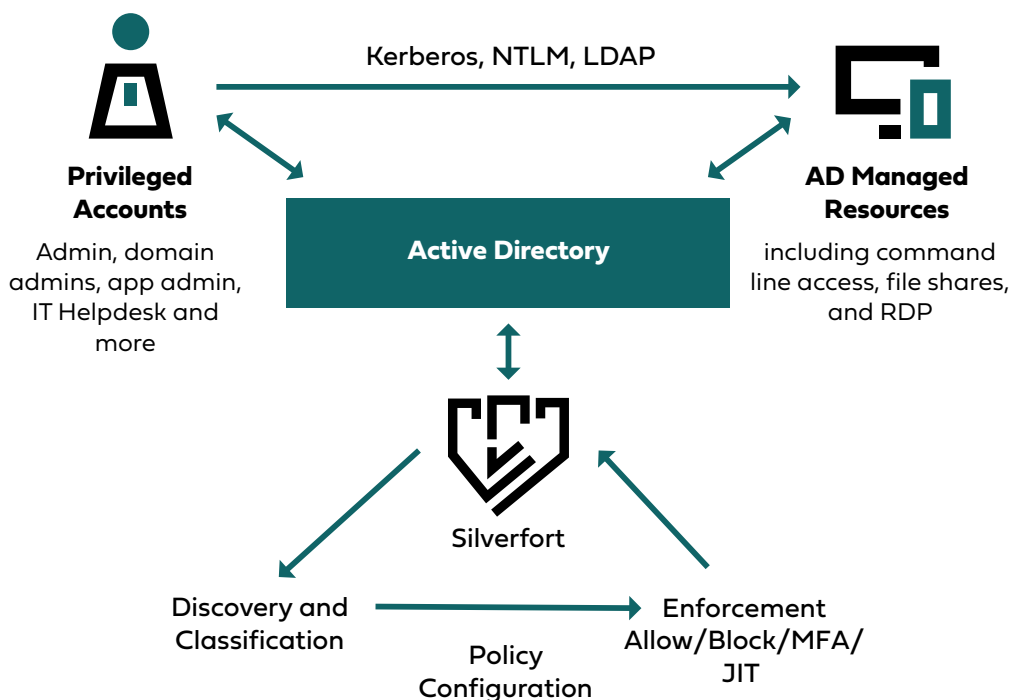 Kerberos, NTLM, LDAP
Privileged
Accounts
Admin, domain
admins, app admin,
IT Helpdesk and
more
AD Managed
Resources
including command
line access, file shares,
and RDP
Active Directory
Silverfort
Discovery and
Classification
Policy
Configuration
Enforcement
Allow/Block/MFA/
JIT